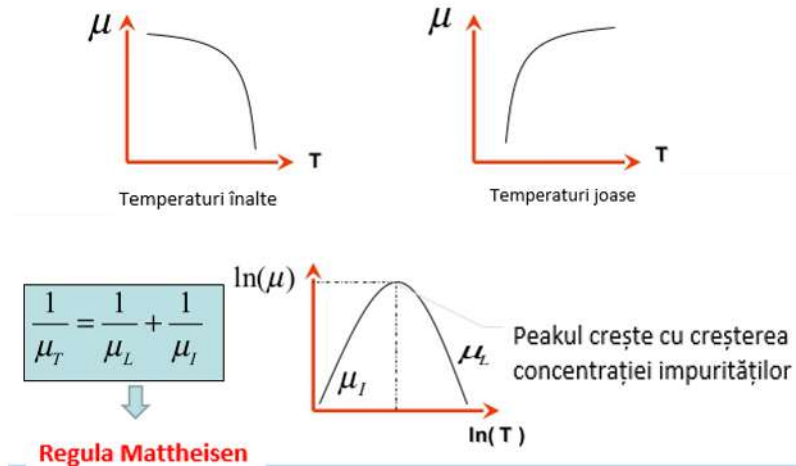 μ
T
Temperaturi înalte
μ
T
Temperaturi joase
1/μ_T = 1/μ_L + 1/μ_I
Regula Mattheisen
ln(μ)
μ_I
μ_L
ln( T )
Peakul crește cu creșterea
concentrației impurităților